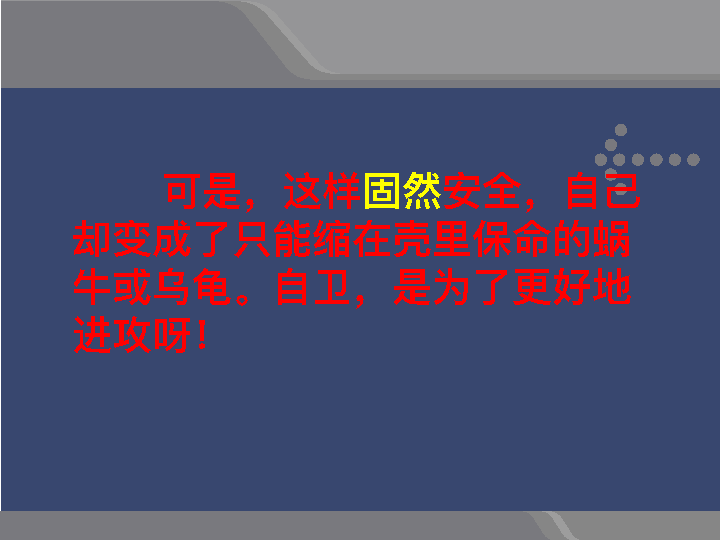 可是，这样固然安全，自己
却变成了只能缩在壳里保命的蜗
牛或乌龟。自卫，是为了更好地
进攻呀！